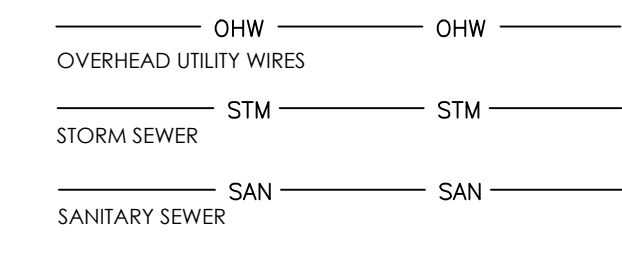 OHW OHW
OVERHEAD UTILITY WIRES
STM STM
STORM SEWER
SAN SAN
SANITARY SEWER